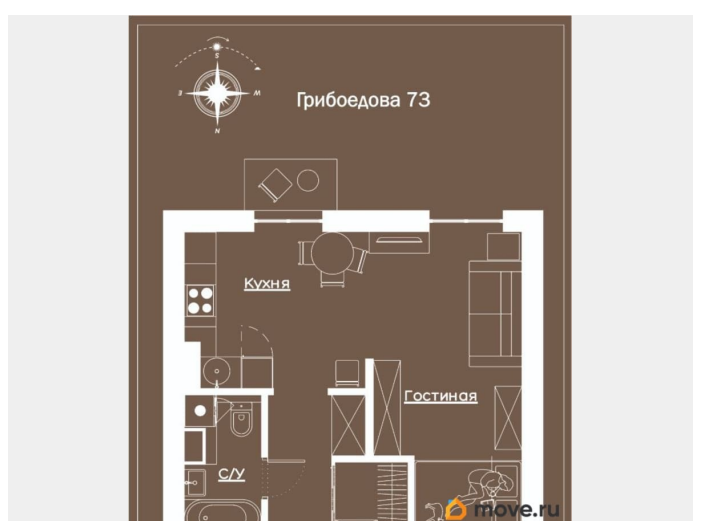 S
Э W
N
Грибоедова 73
Кухня
Гостиная
С/У
move.ru